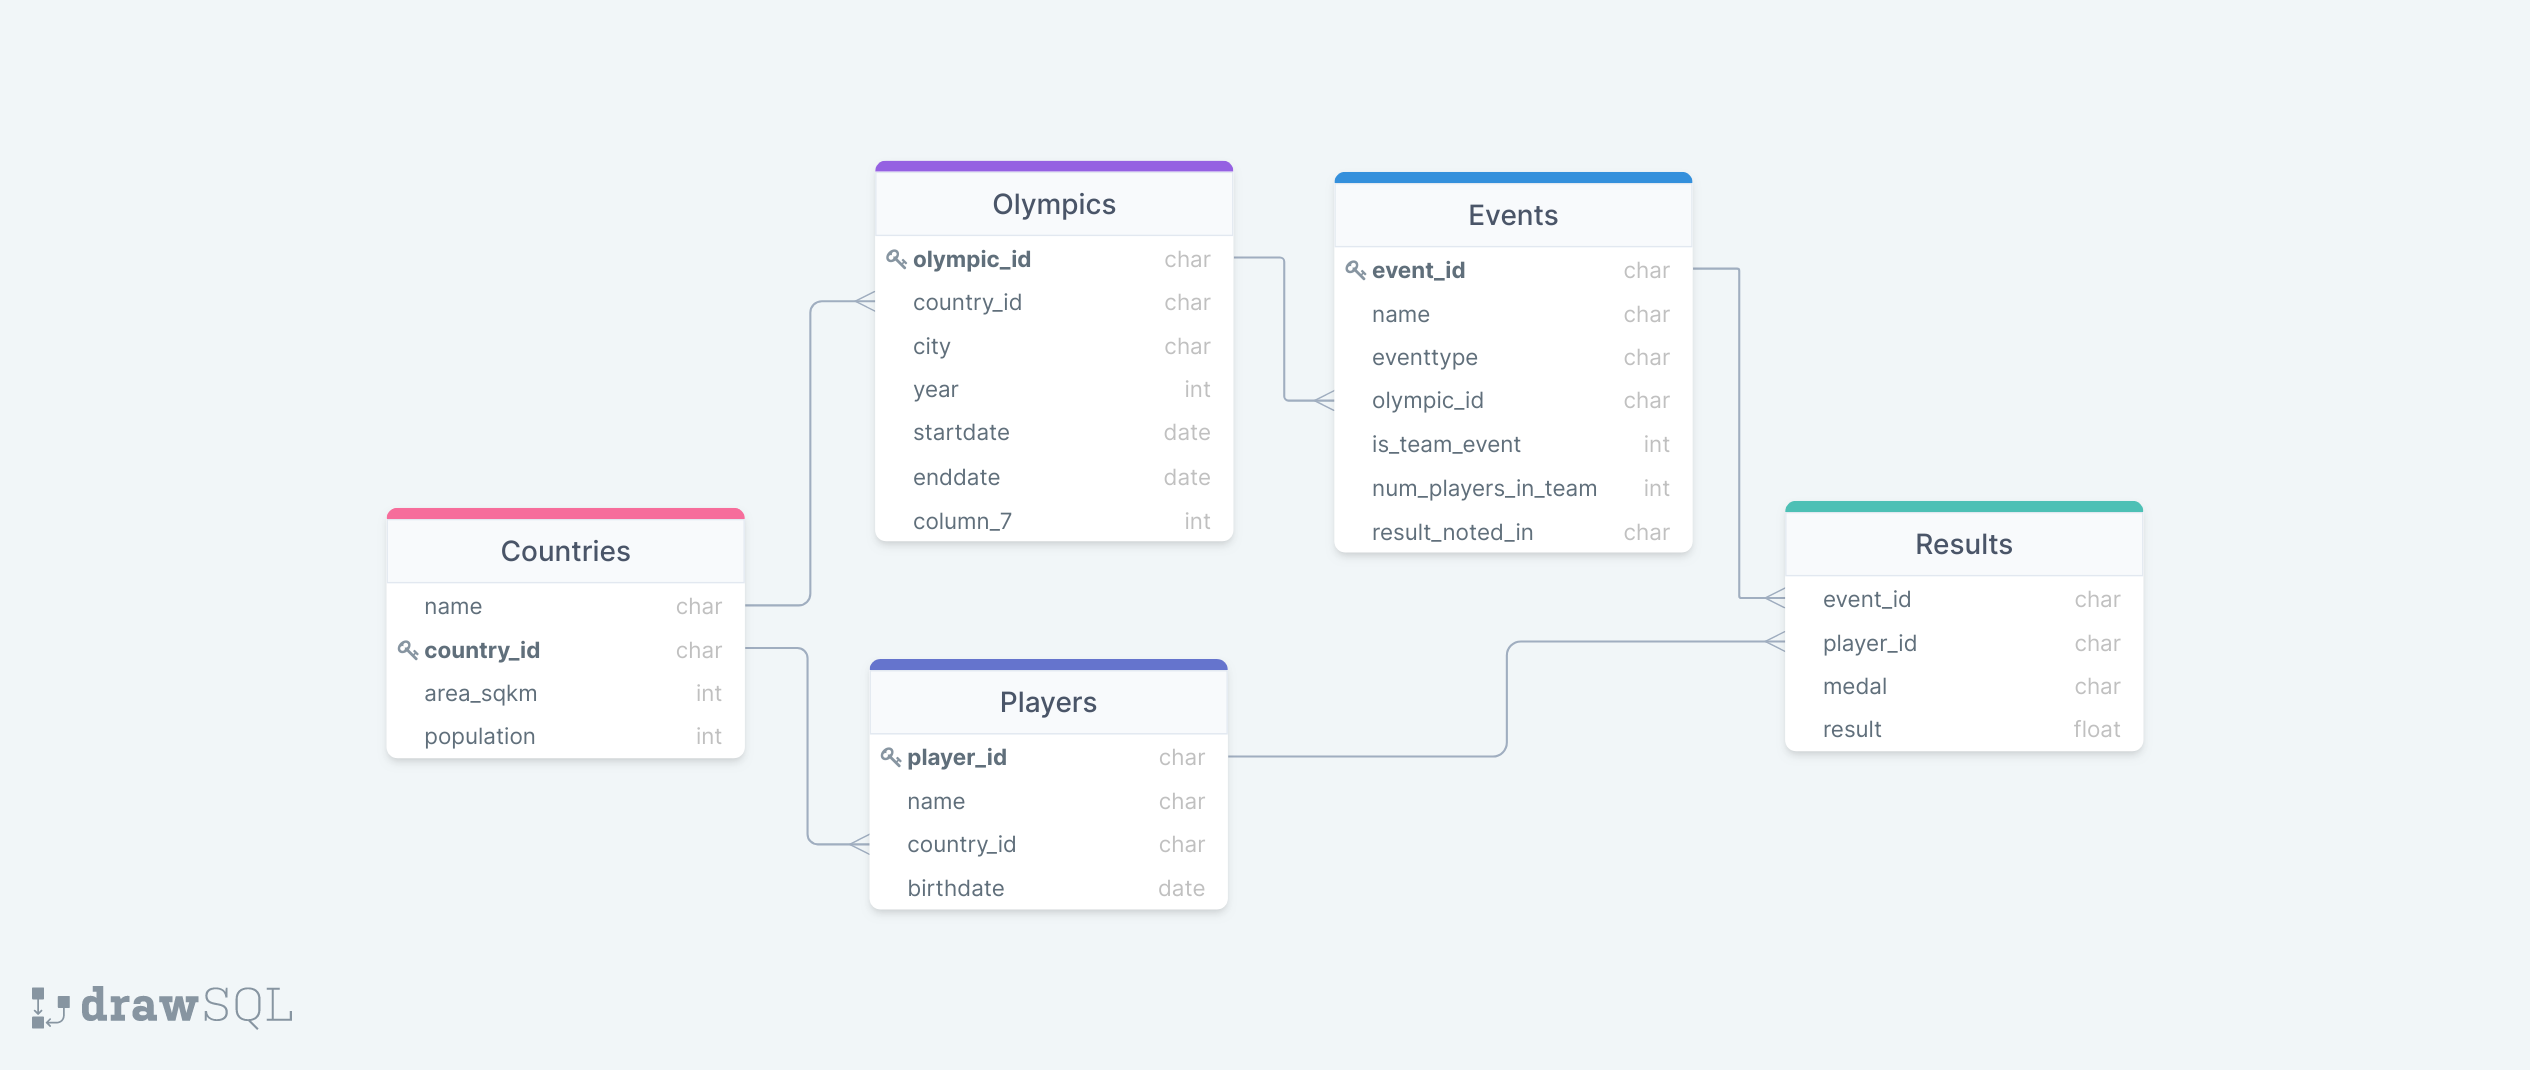 Olympics
olympic_id char
country_id char
city char
year int
startdate date
enddate date
column_7 int
Events
event_id char
name char
eventtype char
olympic_id char
is_team_event int
num_players_in_team int
result_noted_in char
Countries
name char
country_id char
area_sqkm int
population int
Players
player_id char
name char
country_id char
birthdate date
Results
event_id char
player_id char
medal char
result float
drawSQL